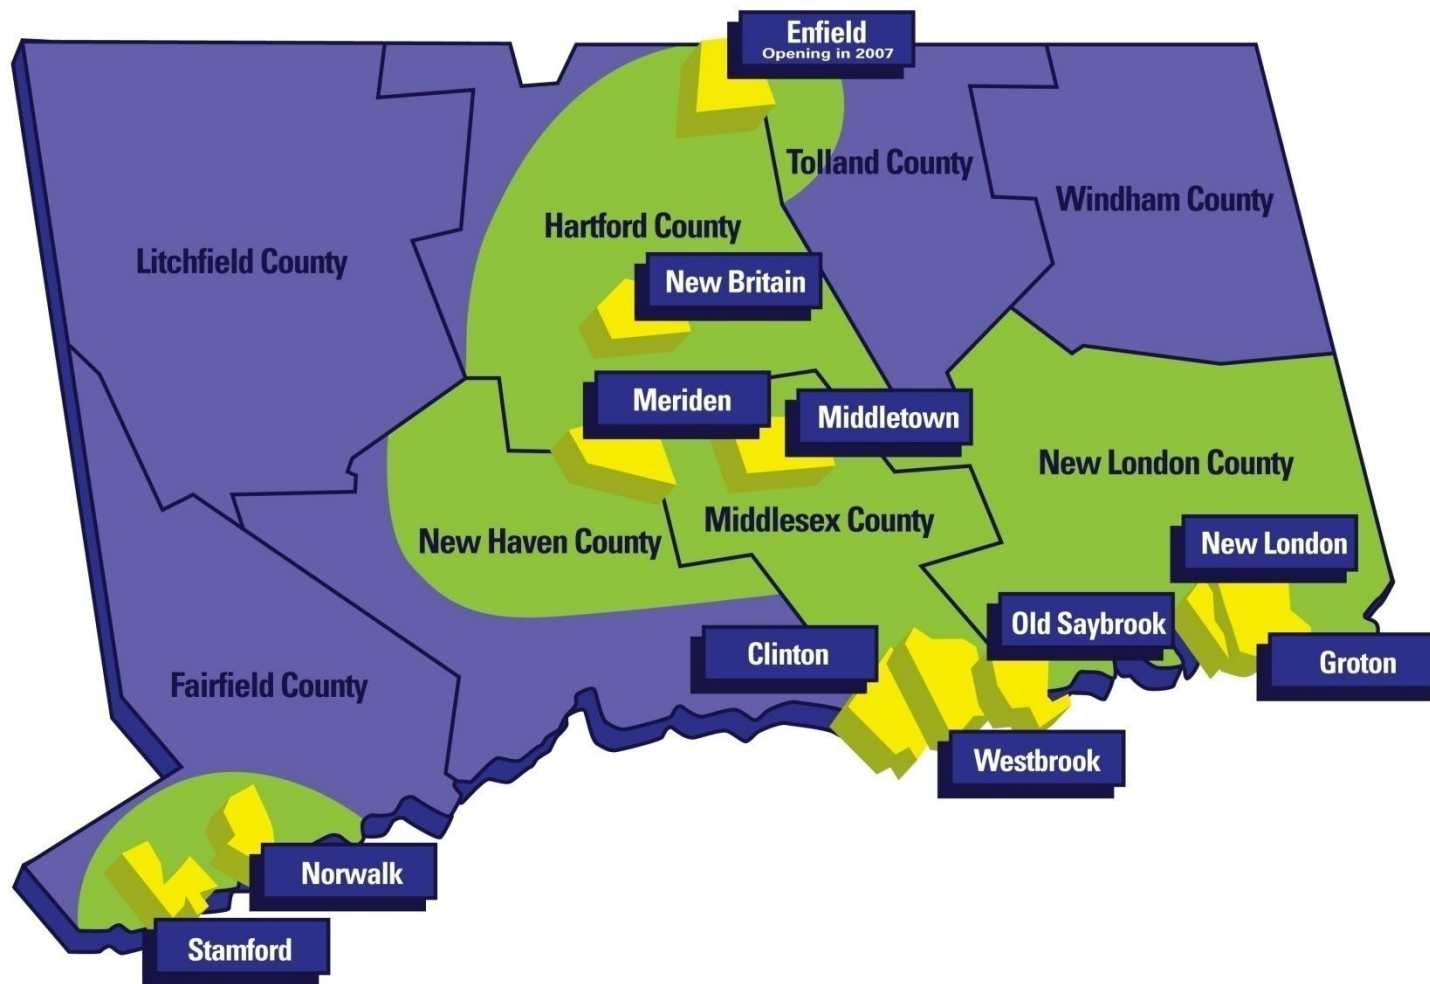 Enfield
Opening in 2007
Tolland County
Windham County
Hartford County
Litchfield County
New Britain
Meriden
Middletown
New London County
Middlesex County
New Haven County
New London
Old Saybrook
Clinton
Groton
Fairfield County
Westbrook
Norwalk
Stamford